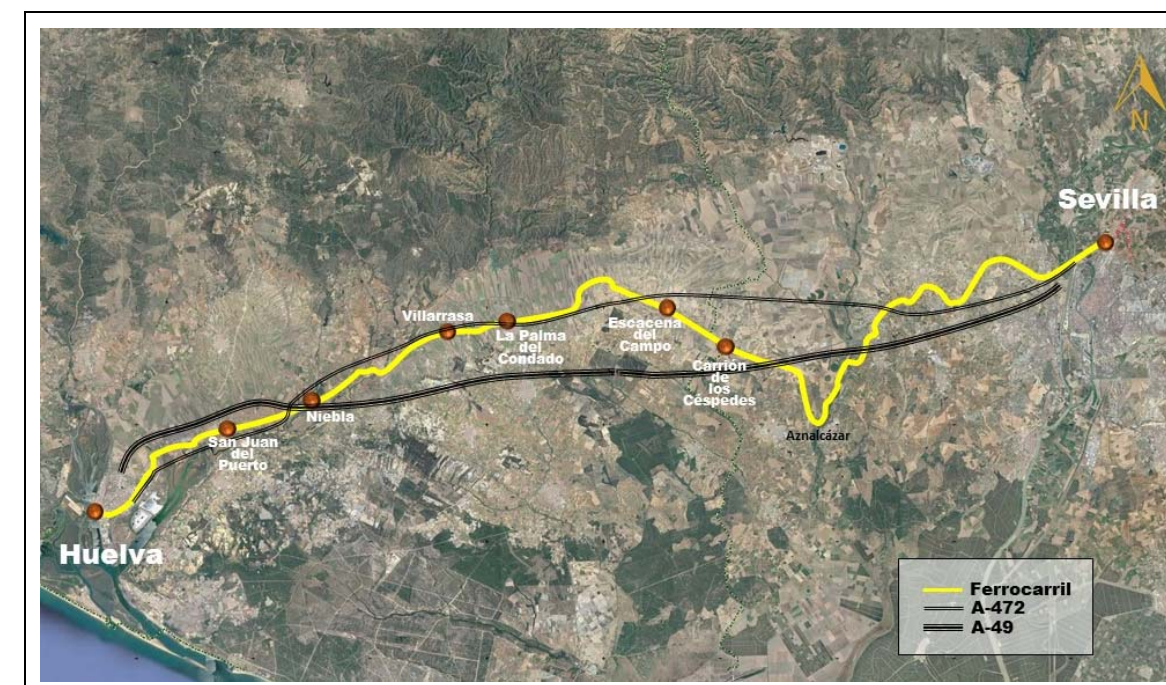 N
Sevilla
Villarrasa
La Palma
del
Condado
Escacena
del
Campo
Carrión
de
los
Céspedes
Niebla
San Juan
del
Puerto
Aznalcázar
Huelva
Ferrocarril
A-472
A-49